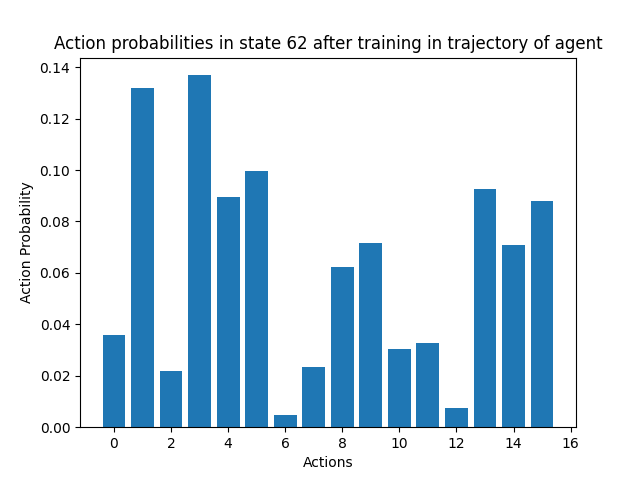 Action probabilities in state 62 after training in trajectory of agent
0.14
0.12
0.10
0.08
0.06
0.04
0.02
0.00
Action Probability
0 2 4 6 8 10 12 14 16
Actions